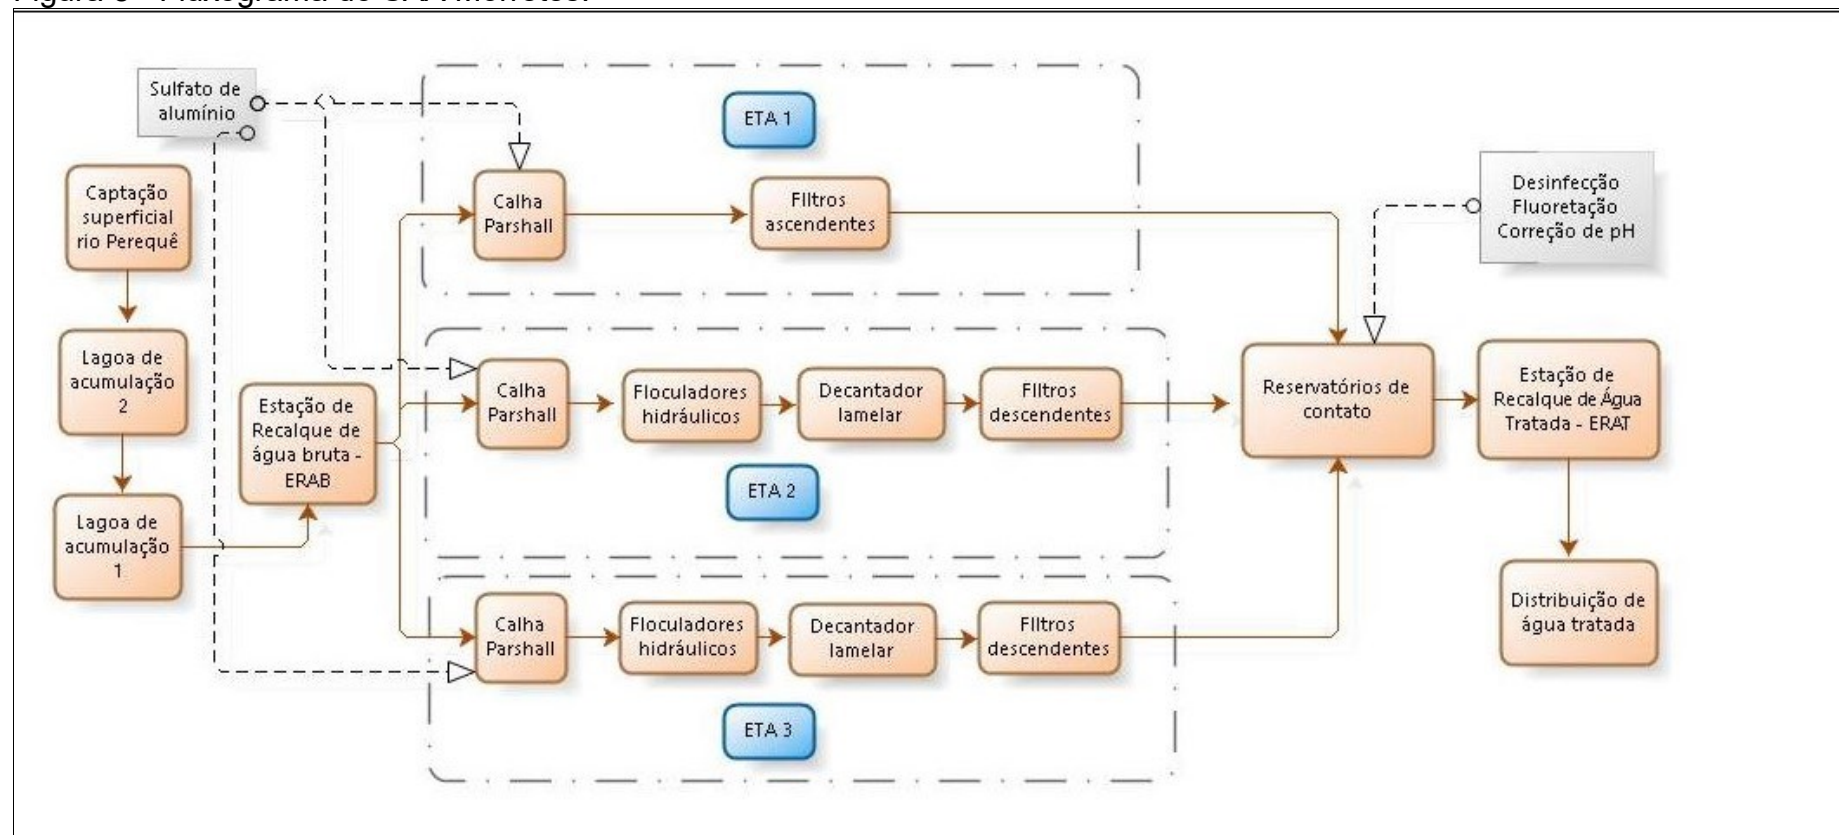 Sulfato de
alumínio
Captação
superficial
rio Perequê
Lagoa de
acumulação
2
Lagoa de
acumulação
1
Estação de
Recalque de
água bruta -
ERAB
ETA 1
Calha
Parshall
FIltros
ascendentes
Calha
Parshall
Floculadores
hidráulicos
Decantador
lamelar
FIltros
descendentes
ETA 2
Calha
Parshall
Floculadores
hidráulicos
Decantador
lamelar
FIltros
descendentes
ETA 3
Desinfecção
Fluoretação
Correção de pH
Reservatórios de
contato
Estação de
Recalque de Água
Tratada - ERAT
Distribuição de
água tratada